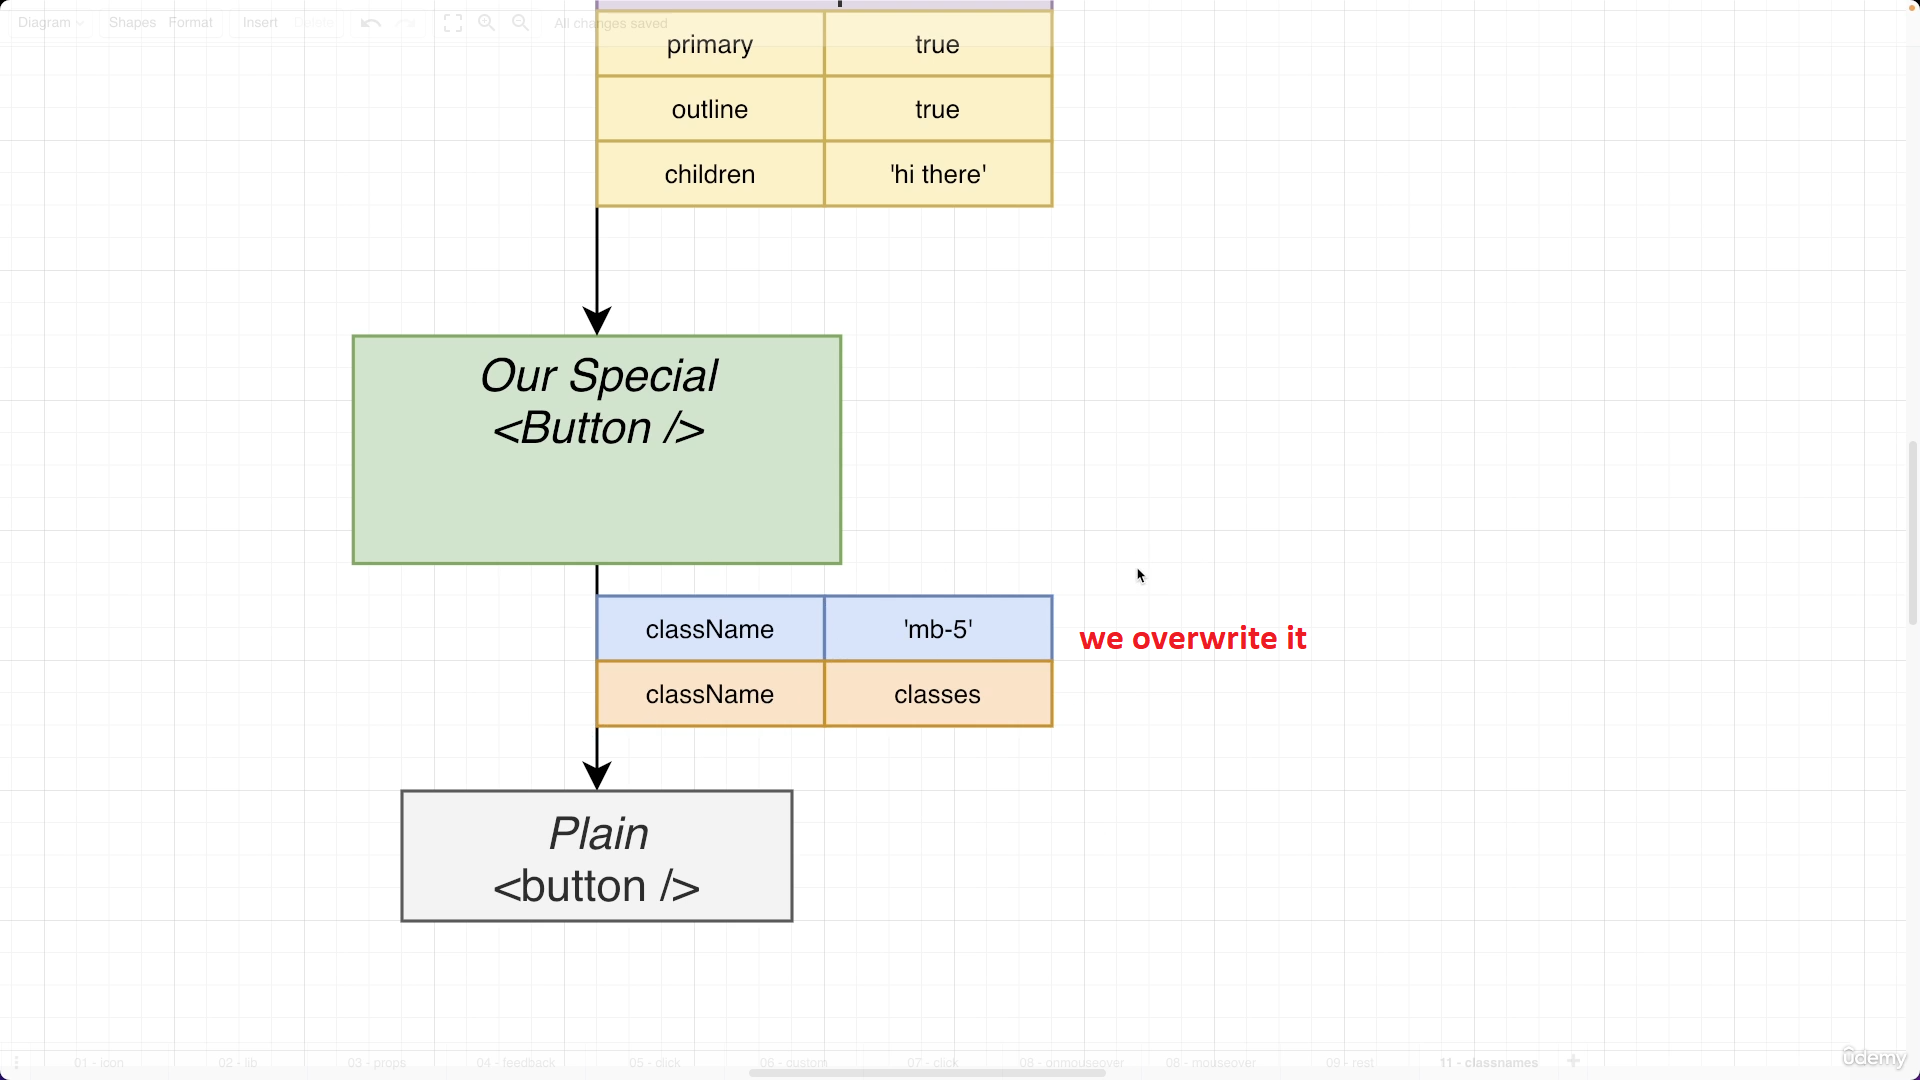 Diagram Shapes Format Insert Delete All changes saved
primary true
outline true
children 'hi there'
Our Special
<Button />
className 'mb-5'
we overwrite it
className classes
Plain
<button />
01 - icon 02 - lib 03 - props 04 - feedback 05 - click 06 - custom 07 - click 08 - onmouseover 08 - mouseover 09 - rest 11 - classnames
ûdemy